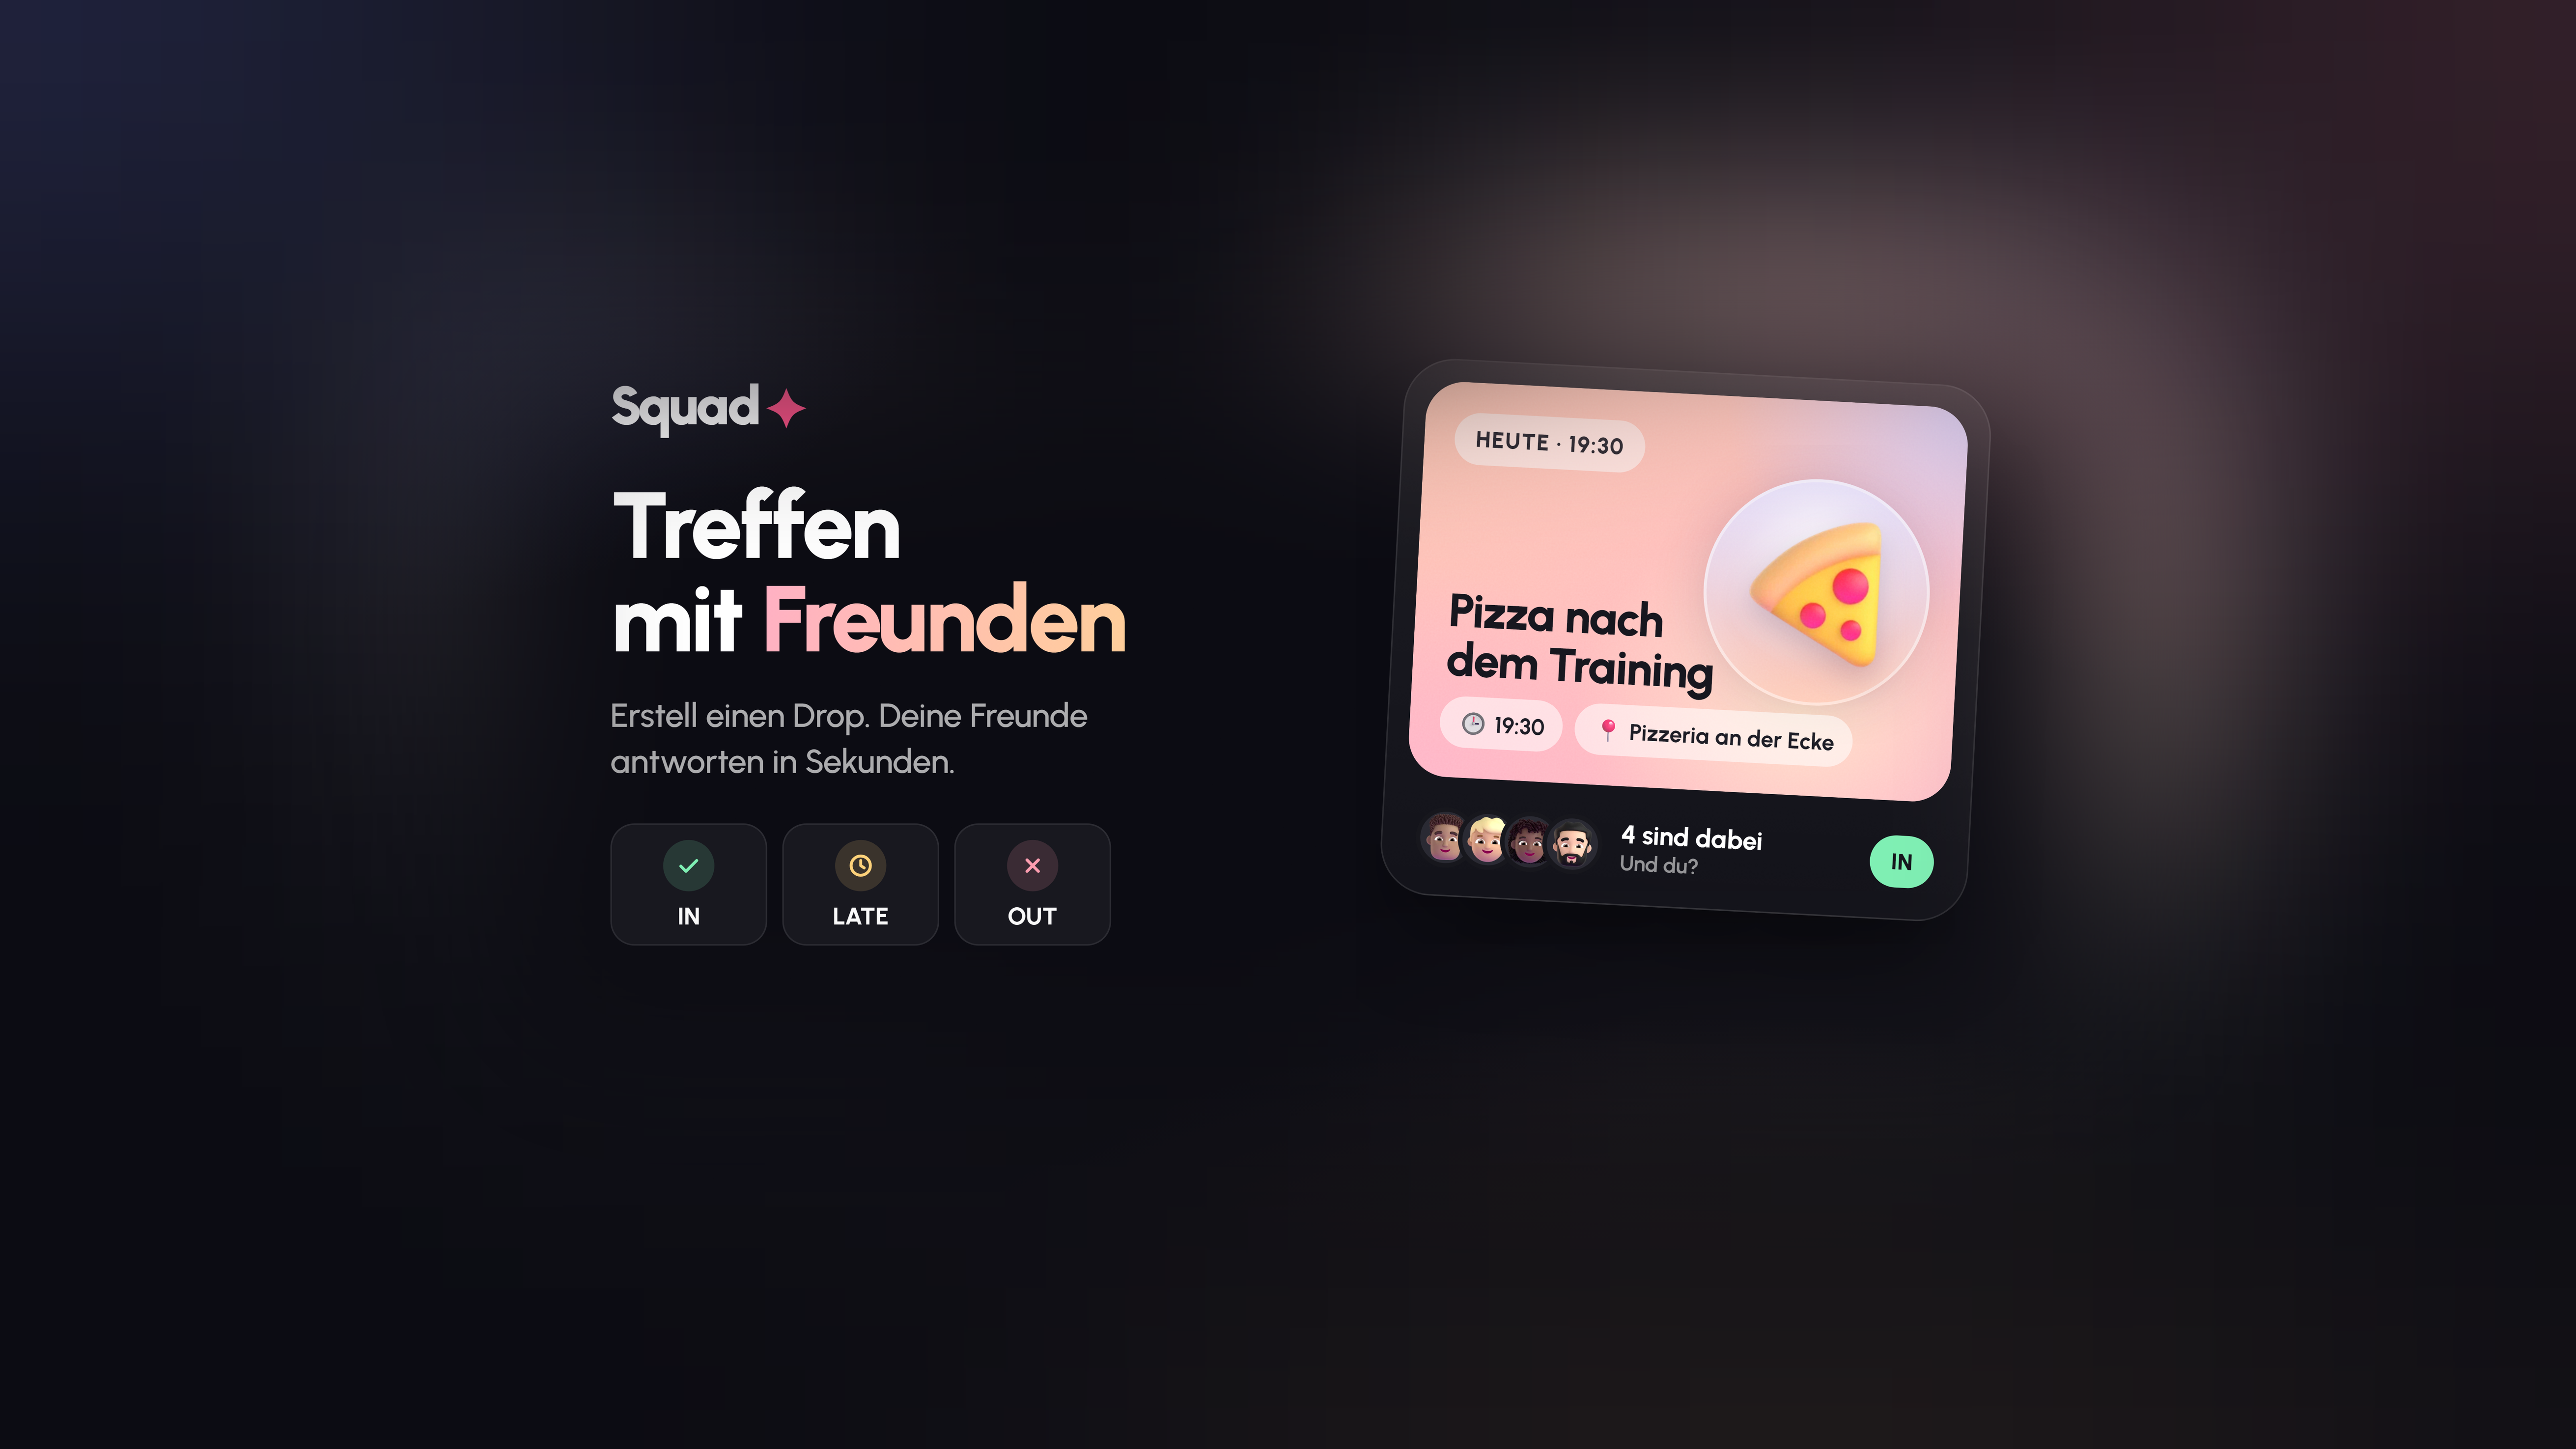 Squad
Treffen
mit Freunden
Erstell einen Drop. Deine Freunde
antworten in Sekunden.
IN
LATE
OUT
HEUTE · 19:30
Pizza nach
dem Training
19:30
Pizzeria an der Ecke
4 sind dabei
Und du?
IN